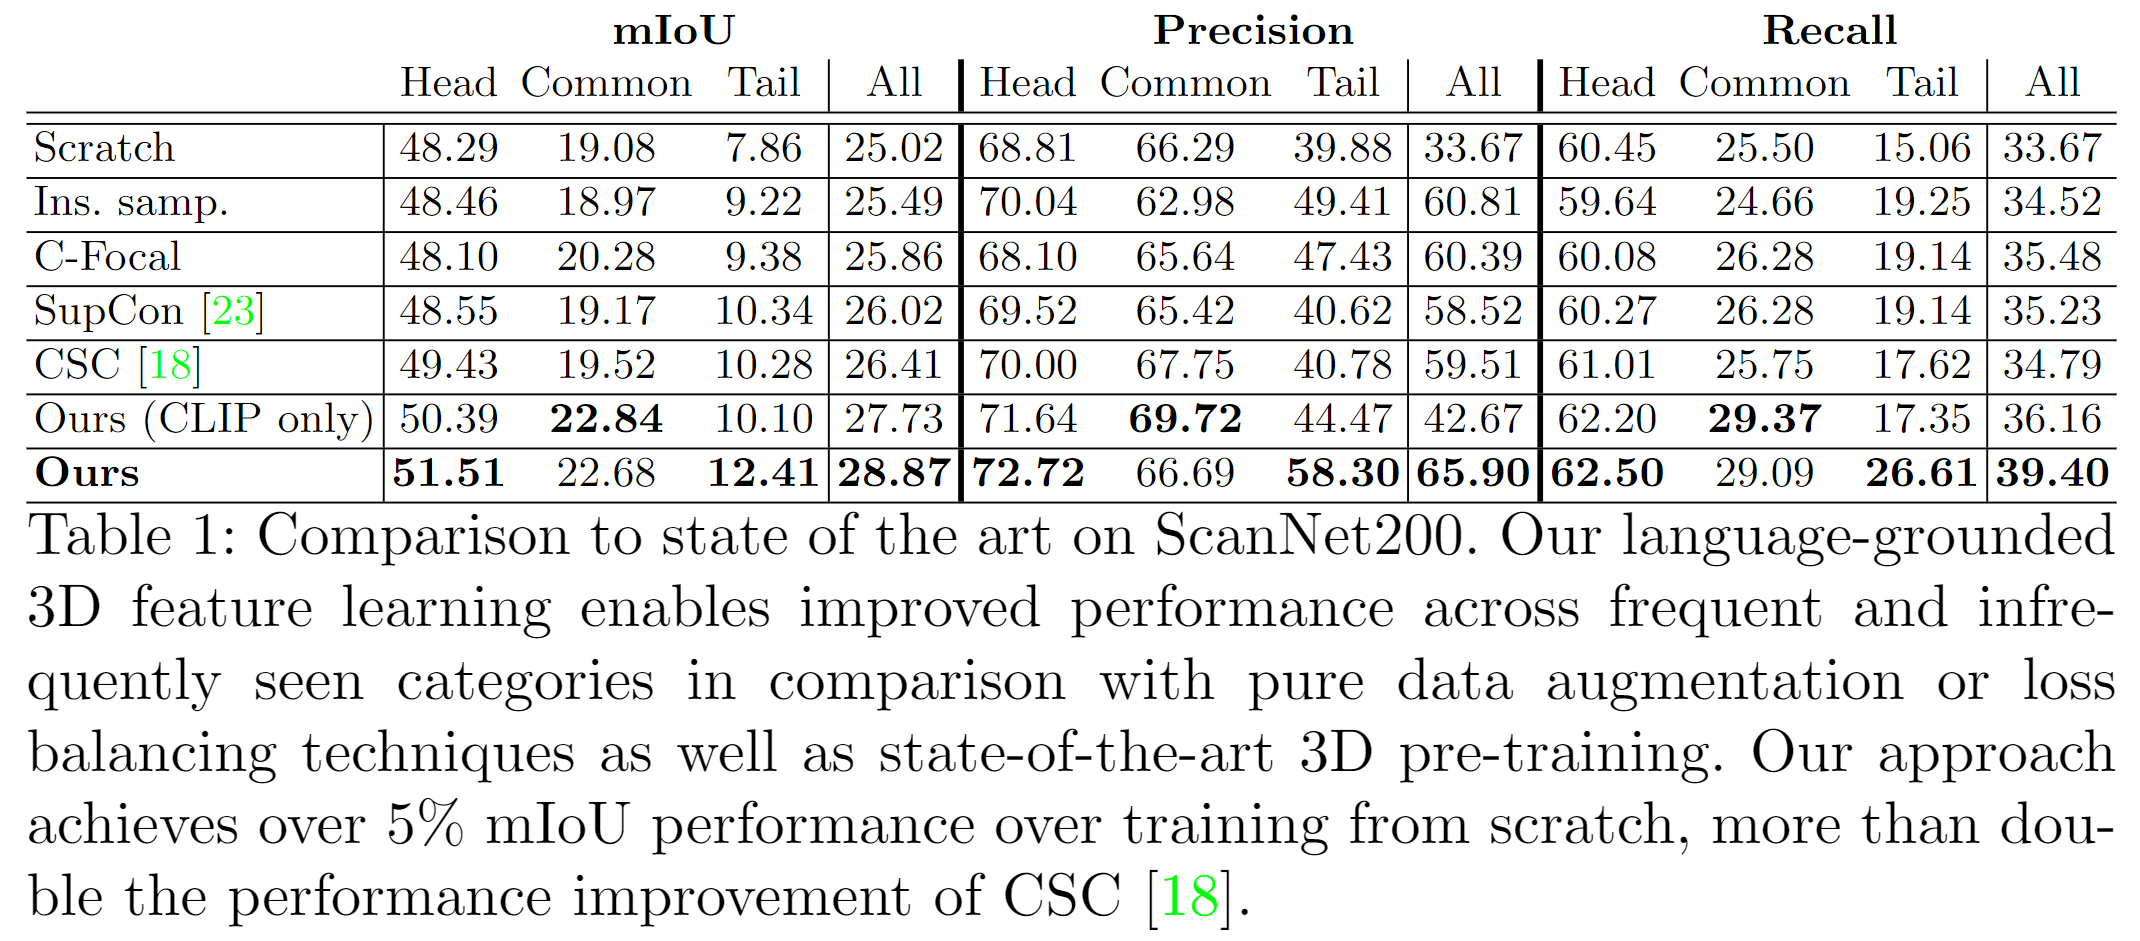 mIoU Precision Recall
Head Common Tail All Head Common Tail All Head Common Tail All
Scratch 48.29 19.08 7.86 25.02 68.81 66.29 39.88 33.67 60.45 25.50 15.06 33.67
Ins. samp. 48.46 18.97 9.22 25.49 70.04 62.98 49.41 60.81 59.64 24.66 19.25 34.52
C-Focal 48.10 20.28 9.38 25.86 68.10 65.64 47.43 60.39 60.08 26.28 19.14 35.48
SupCon [23] 48.55 19.17 10.34 26.02 69.52 65.42 40.62 58.52 60.27 26.28 19.14 35.23
CSC [18] 49.43 19.52 10.28 26.41 70.00 67.75 40.78 59.51 61.01 25.75 17.62 34.79
Ours (CLIP only) 50.39 22.84 10.10 27.73 71.64 69.72 44.47 42.67 62.20 29.37 17.35 36.16
Ours 51.51 22.68 12.41 28.87 72.72 66.69 58.30 65.90 62.50 29.09 26.61 39.40
Table 1: Comparison to state of the art on ScanNet200. Our language-grounded
3D feature learning enables improved performance across frequent and infre-
quently seen categories in comparison with pure data augmentation or loss
balancing techniques as well as state-of-the-art 3D pre-training. Our approach
achieves over 5% mIoU performance over training from scratch, more than dou-
ble the performance improvement of CSC [18].